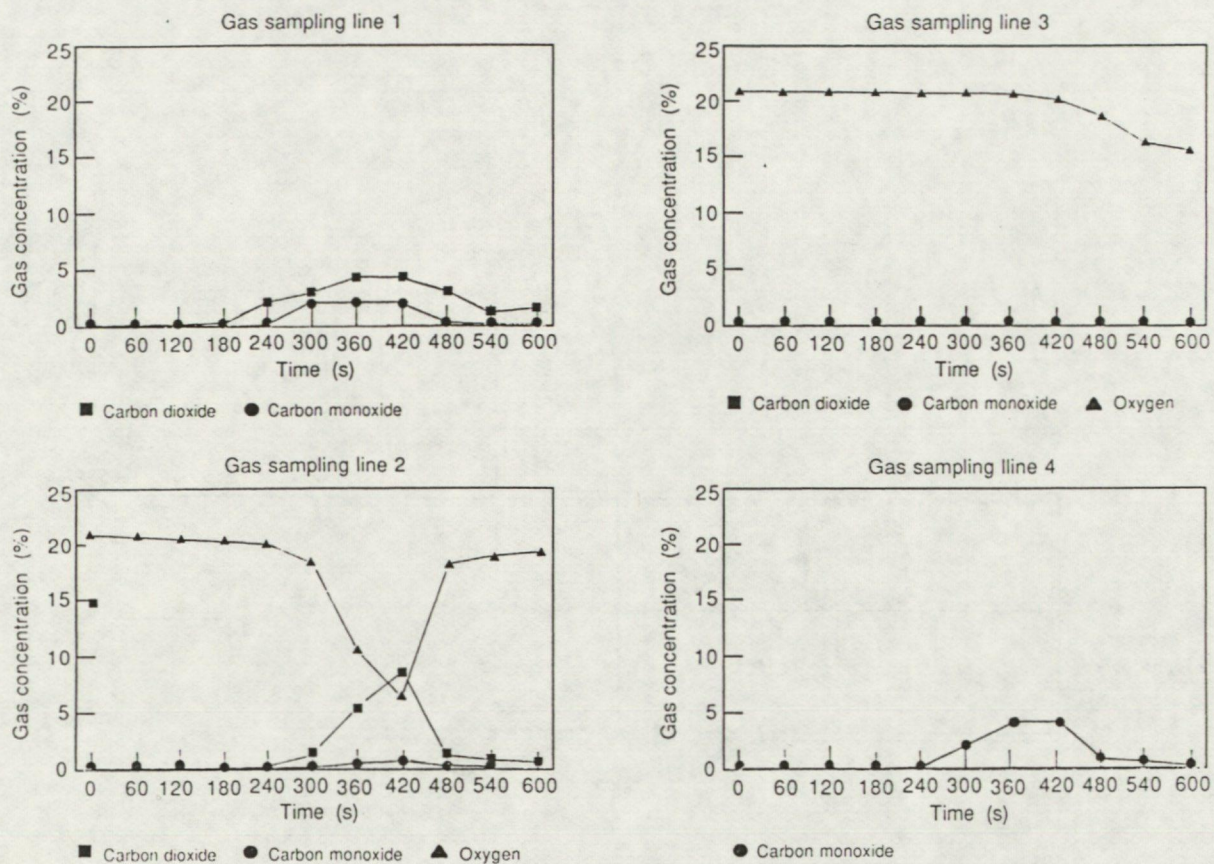 Gas sampling line 1
Gas concentration (%)
25
20
15
10
5
0
0 60 120 180 240 300 360 420 480 540 600
Time (s)
■ Carbon dioxide ● Carbon monoxide
Gas sampling line 3
Gas concentration (%)
25
20
15
10
5
0
0 60 120 180 240 300 360 420 480 540 600
Time (s)
■ Carbon dioxide ● Carbon monoxide ▲ Oxygen
Gas sampling line 2
Gas concentration (%)
25
20
15
10
5
0
0 60 120 180 240 300 360 420 480 540 600
Time (s)
■ Carbon dioxide ● Carbon monoxide ▲ Oxygen
Gas sampling lline 4
Gas concentration (%)
25
20
15
10
5
0
0 60 120 180 240 300 360 420 480 540 600
Time (s)
● Carbon monoxide